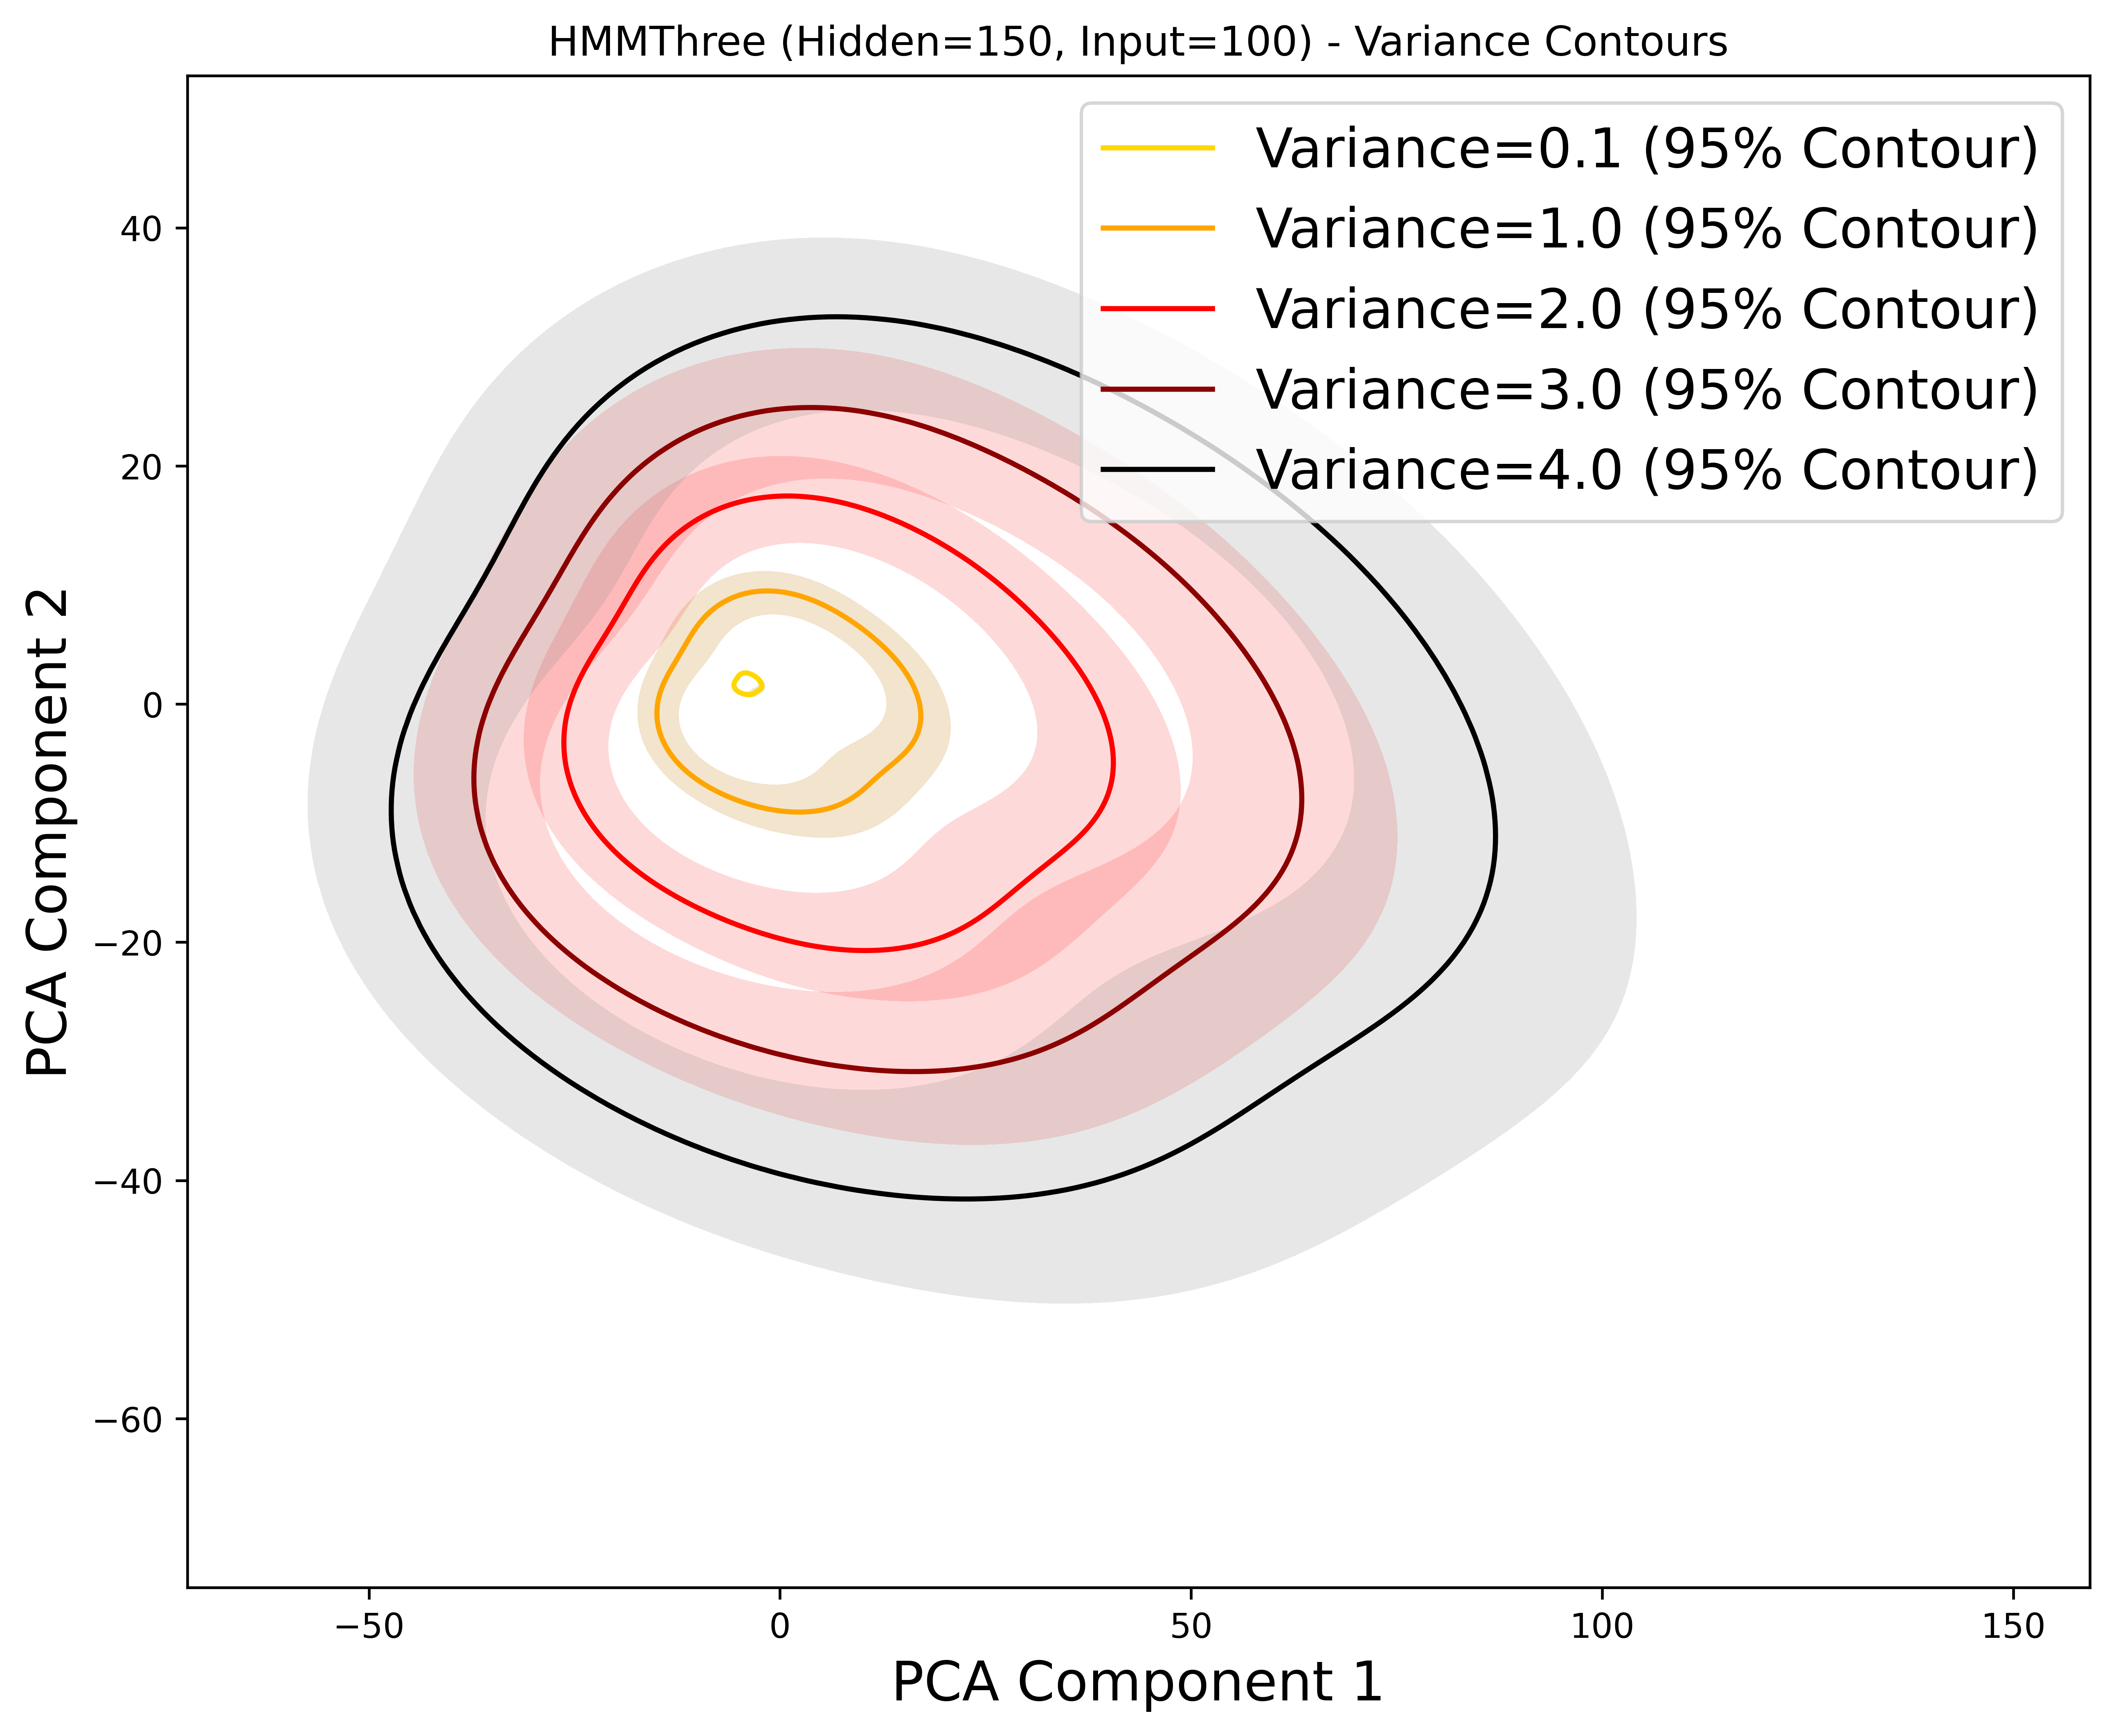 HMMThree (Hidden=150, Input=100) - Variance Contours
Variance=0.1 (95% Contour)
Variance=1.0 (95% Contour)
Variance=2.0 (95% Contour)
Variance=3.0 (95% Contour)
Variance=4.0 (95% Contour)
PCA Component 2
40
20
0
−20
−40
−60
−50
0
50
100
150
PCA Component 1